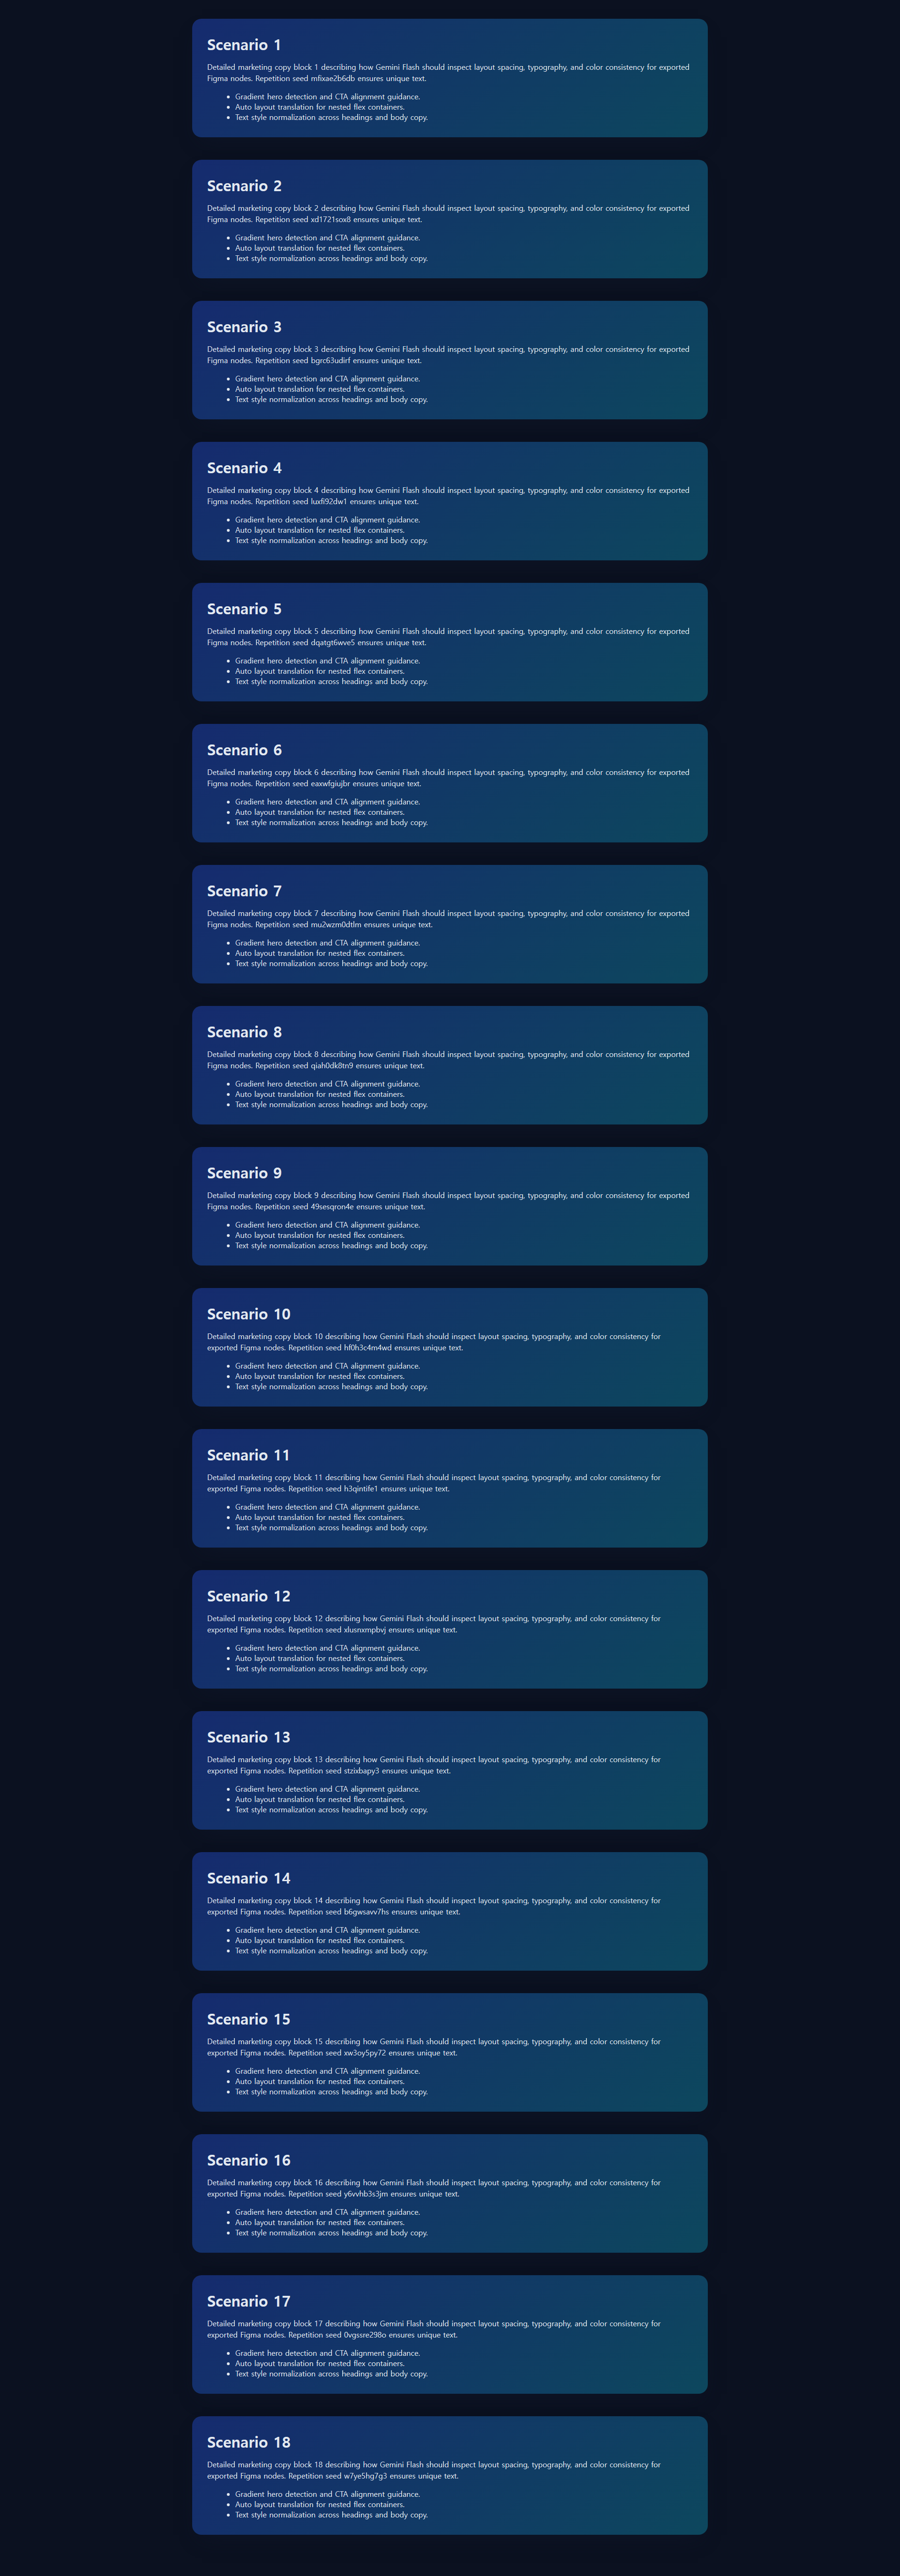 Scenario 1
Detailed marketing copy block 1 describing how Gemini Flash should inspect layout spacing, typography, and color consistency for exported
Figma nodes. Repetition seed mfixae2b6db ensures unique text.
• Gradient hero detection and CTA alignment guidance.
• Auto layout translation for nested flex containers.
• Text style normalization across headings and body copy.
Scenario 2
Detailed marketing copy block 2 describing how Gemini Flash should inspect layout spacing, typography, and color consistency for exported
Figma nodes. Repetition seed xd1721sox8 ensures unique text.
• Gradient hero detection and CTA alignment guidance.
• Auto layout translation for nested flex containers.
• Text style normalization across headings and body copy.
Scenario 3
Detailed marketing copy block 3 describing how Gemini Flash should inspect layout spacing, typography, and color consistency for exported
Figma nodes. Repetition seed bgrc63udirf ensures unique text.
• Gradient hero detection and CTA alignment guidance.
• Auto layout translation for nested flex containers.
• Text style normalization across headings and body copy.
Scenario 4
Detailed marketing copy block 4 describing how Gemini Flash should inspect layout spacing, typography, and color consistency for exported
Figma nodes. Repetition seed luxfi92dw1 ensures unique text.
• Gradient hero detection and CTA alignment guidance.
• Auto layout translation for nested flex containers.
• Text style normalization across headings and body copy.
Scenario 5
Detailed marketing copy block 5 describing how Gemini Flash should inspect layout spacing, typography, and color consistency for exported
Figma nodes. Repetition seed dqatgt6wve5 ensures unique text.
• Gradient hero detection and CTA alignment guidance.
• Auto layout translation for nested flex containers.
• Text style normalization across headings and body copy.
Scenario 6
Detailed marketing copy block 6 describing how Gemini Flash should inspect layout spacing, typography, and color consistency for exported
Figma nodes. Repetition seed eaxwfgiujbr ensures unique text.
• Gradient hero detection and CTA alignment guidance.
• Auto layout translation for nested flex containers.
• Text style normalization across headings and body copy.
Scenario 7
Detailed marketing copy block 7 describing how Gemini Flash should inspect layout spacing, typography, and color consistency for exported
Figma nodes. Repetition seed mu2wzm0dtlm ensures unique text.
• Gradient hero detection and CTA alignment guidance.
• Auto layout translation for nested flex containers.
• Text style normalization across headings and body copy.
Scenario 8
Detailed marketing copy block 8 describing how Gemini Flash should inspect layout spacing, typography, and color consistency for exported
Figma nodes. Repetition seed qiah0dk8tn9 ensures unique text.
• Gradient hero detection and CTA alignment guidance.
• Auto layout translation for nested flex containers.
• Text style normalization across headings and body copy.
Scenario 9
Detailed marketing copy block 9 describing how Gemini Flash should inspect layout spacing, typography, and color consistency for exported
Figma nodes. Repetition seed 49sesqron4e ensures unique text.
• Gradient hero detection and CTA alignment guidance.
• Auto layout translation for nested flex containers.
• Text style normalization across headings and body copy.
Scenario 10
Detailed marketing copy block 10 describing how Gemini Flash should inspect layout spacing, typography, and color consistency for
exported Figma nodes. Repetition seed hf0h3c4m4wd ensures unique text.
• Gradient hero detection and CTA alignment guidance.
• Auto layout translation for nested flex containers.
• Text style normalization across headings and body copy.
Scenario 11
Detailed marketing copy block 11 describing how Gemini Flash should inspect layout spacing, typography, and color consistency for
exported Figma nodes. Repetition seed h3qintife1 ensures unique text.
• Gradient hero detection and CTA alignment guidance.
• Auto layout translation for nested flex containers.
• Text style normalization across headings and body copy.
Scenario 12
Detailed marketing copy block 12 describing how Gemini Flash should inspect layout spacing, typography, and color consistency for
exported Figma nodes. Repetition seed xlusnxmpbvj ensures unique text.
• Gradient hero detection and CTA alignment guidance.
• Auto layout translation for nested flex containers.
• Text style normalization across headings and body copy.
Scenario 13
Detailed marketing copy block 13 describing how Gemini Flash should inspect layout spacing, typography, and color consistency for
exported Figma nodes. Repetition seed stzixbapy3 ensures unique text.
• Gradient hero detection and CTA alignment guidance.
• Auto layout translation for nested flex containers.
• Text style normalization across headings and body copy.
Scenario 14
Detailed marketing copy block 14 describing how Gemini Flash should inspect layout spacing, typography, and color consistency for
exported Figma nodes. Repetition seed b6gwsavv7hs ensures unique text.
• Gradient hero detection and CTA alignment guidance.
• Auto layout translation for nested flex containers.
• Text style normalization across headings and body copy.
Scenario 15
Detailed marketing copy block 15 describing how Gemini Flash should inspect layout spacing, typography, and color consistency for
exported Figma nodes. Repetition seed xw3oy5py72 ensures unique text.
• Gradient hero detection and CTA alignment guidance.
• Auto layout translation for nested flex containers.
• Text style normalization across headings and body copy.
Scenario 16
Detailed marketing copy block 16 describing how Gemini Flash should inspect layout spacing, typography, and color consistency for
exported Figma nodes. Repetition seed y6vvhb3s3jm ensures unique text.
• Gradient hero detection and CTA alignment guidance.
• Auto layout translation for nested flex containers.
• Text style normalization across headings and body copy.
Scenario 17
Detailed marketing copy block 17 describing how Gemini Flash should inspect layout spacing, typography, and color consistency for
exported Figma nodes. Repetition seed 0vgssre298o ensures unique text.
• Gradient hero detection and CTA alignment guidance.
• Auto layout translation for nested flex containers.
• Text style normalization across headings and body copy.
Scenario 18
Detailed marketing copy block 18 describing how Gemini Flash should inspect layout spacing, typography, and color consistency for
exported Figma nodes. Repetition seed w7ye5hg7g3 ensures unique text.
• Gradient hero detection and CTA alignment guidance.
• Auto layout translation for nested flex containers.
• Text style normalization across headings and body copy.